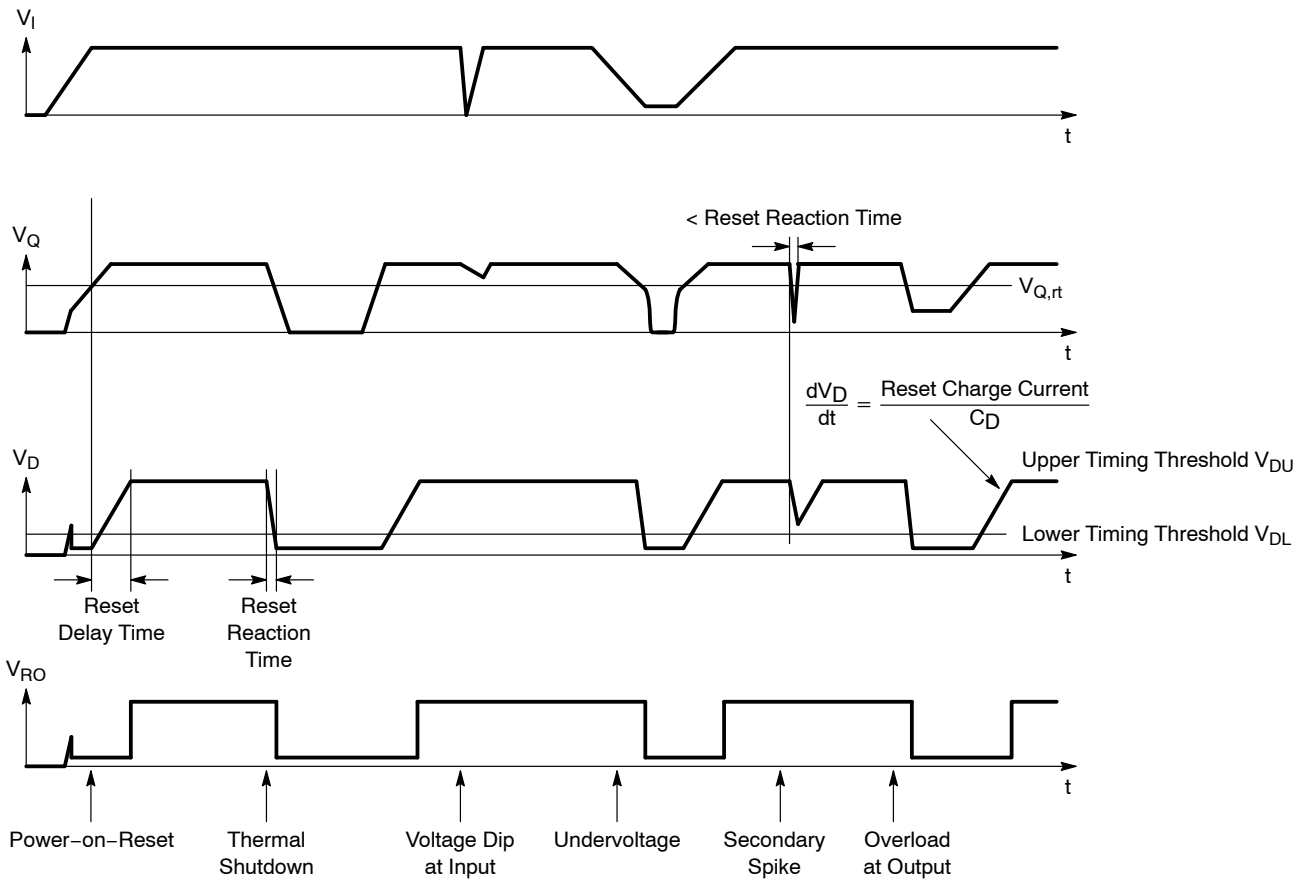 V_I
t
< Reset Reaction Time
V_Q
V_Q,rt
t
dV_D
dt
=
Reset Charge Current
C_D
V_D
Upper Timing Threshold V_DU
Lower Timing Threshold V_DL
t
Reset
Delay Time
Reset
Reaction
Time
V_RO
t
Power−on−Reset
Thermal
Shutdown
Voltage Dip
at Input
Undervoltage
Secondary
Spike
Overload
at Output